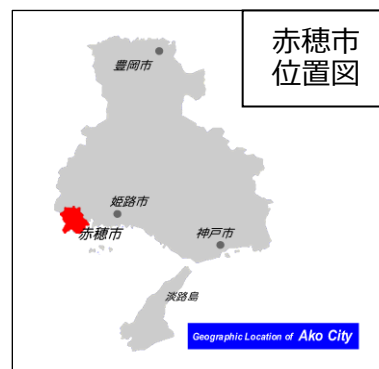 赤穂市
位置図
豊岡市
姫路市
赤穂市
神戸市
淡路島
Geographic Location of Ako City